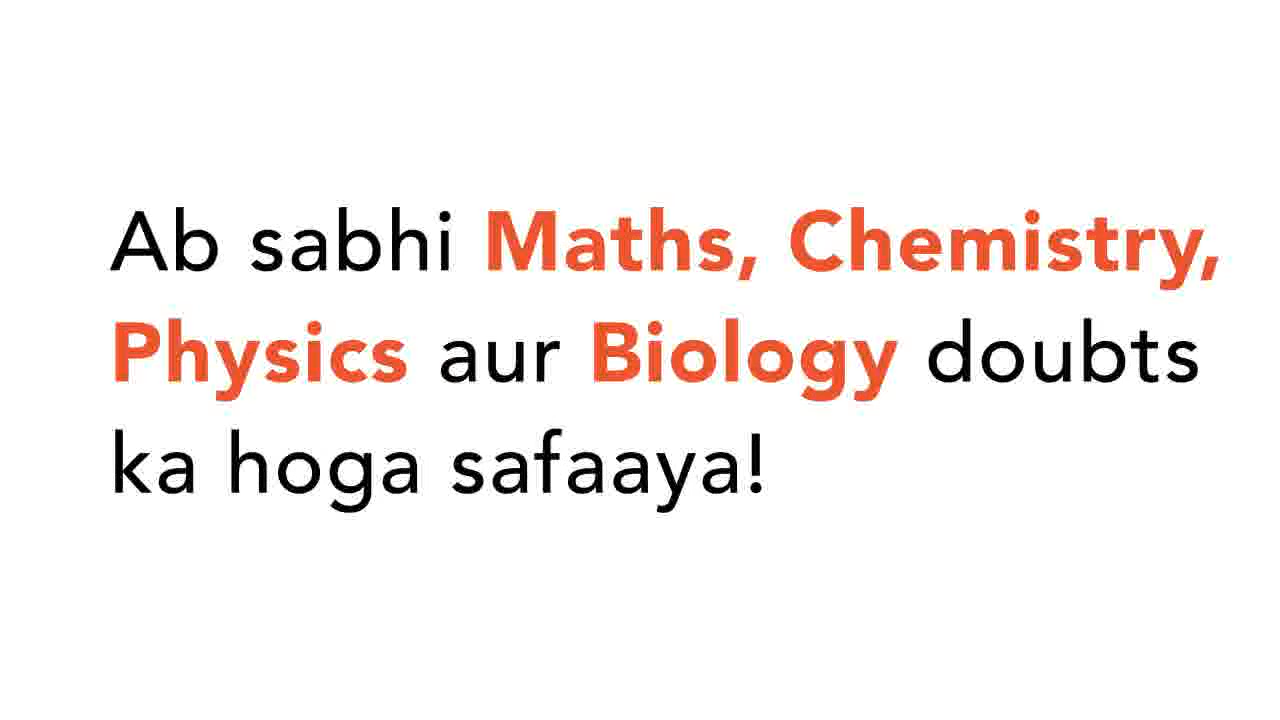 Ab sabhi Maths, Chemistry,
Physics aur Biology doubts
ka hoga safaaya!